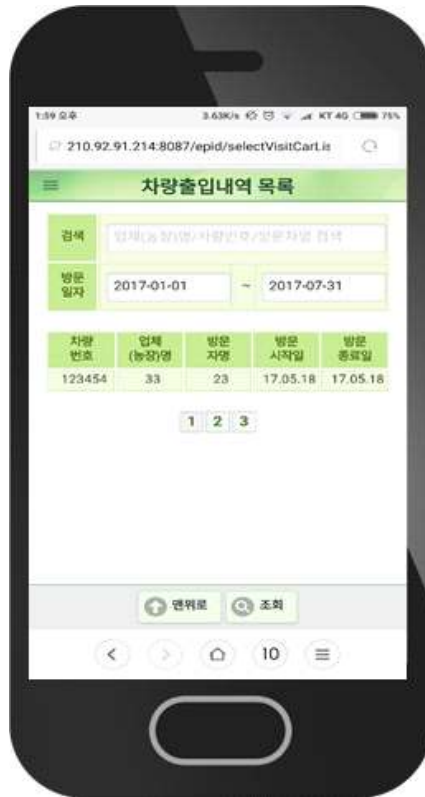 1:59 오후 3.63K/s KT 4G 75%
210.92.91.214:8087/epid/selectVisitCarLis
차량출입내역 목록
검색 업체(농장)명/차량번호/방문자명 검색
방문
일자 2017-01-01 ~ 2017-07-31
차량
번호 업체
(농장)명 방문
자명 방문
시작일 방문
종료일
123454 33 23 17.05.18 17.05.18
1 2 3
맨위로 조회
10